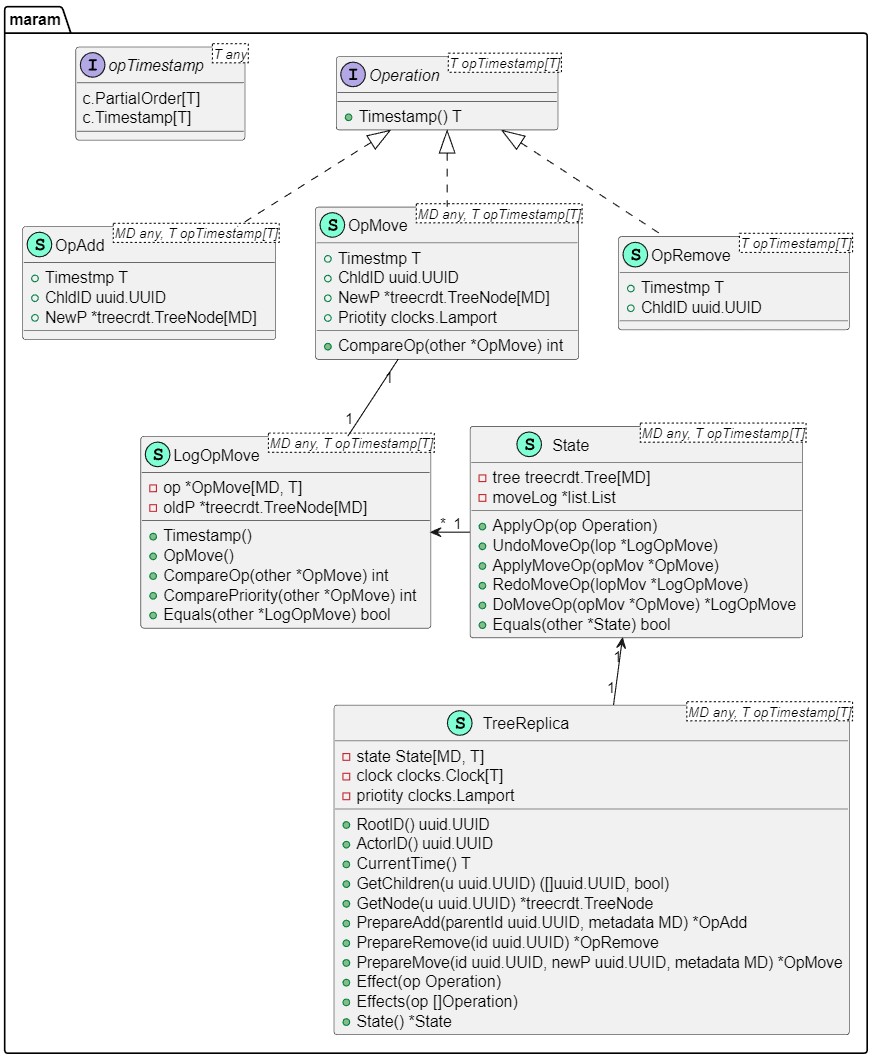 maram
I opTimestamp
T any
c.PartialOrder[T]
c.Timestamp[T]
I Operation
T opTimestamp[T]
Timestamp() T
S OpAdd
MD any, T opTimestamp[T]
Timestmp T
ChldID uuid.UUID
NewP *treecrdt.TreeNode[MD]
S OpMove
MD any, T opTimestamp[T]
Timestmp T
ChldID uuid.UUID
NewP *treecrdt.TreeNode[MD]
Priotity clocks.Lamport
CompareOp(other *OpMove) int
S OpRemove
T opTimestamp[T]
Timestmp T
ChldID uuid.UUID
1
1
S LogOpMove
MD any, T opTimestamp[T]
op *OpMove[MD, T]
oldP *treecrdt.TreeNode[MD]
Timestamp()
OpMove()
CompareOp(other *OpMove) int
ComparePriority(other *OpMove) int
Equals(other *LogOpMove) bool
* 1
S State
MD any, T opTimestamp[T]
tree treecrdt.Tree[MD]
moveLog *list.List
ApplyOp(op Operation)
UndoMoveOp(lop *LogOpMove)
ApplyMoveOp(opMov *OpMove)
RedoMoveOp(lopMov *LogOpMove)
DoMoveOp(opMov *OpMove) *LogOpMove
Equals(other *State) bool
1
1
S TreeReplica
MD any, T opTimestamp[T]
state State[MD, T]
clock clocks.Clock[T]
priotity clocks.Lamport
RootID() uuid.UUID
ActorID() uuid.UUID
CurrentTime() T
GetChildren(u uuid.UUID) ([]uuid.UUID, bool)
GetNode(u uuid.UUID) *treecrdt.TreeNode
PrepareAdd(parentId uuid.UUID, metadata MD) *OpAdd
PrepareRemove(id uuid.UUID) *OpRemove
PrepareMove(id uuid.UUID, newP uuid.UUID, metadata MD) *OpMove
Effect(op Operation)
Effects(op []Operation)
State() *State